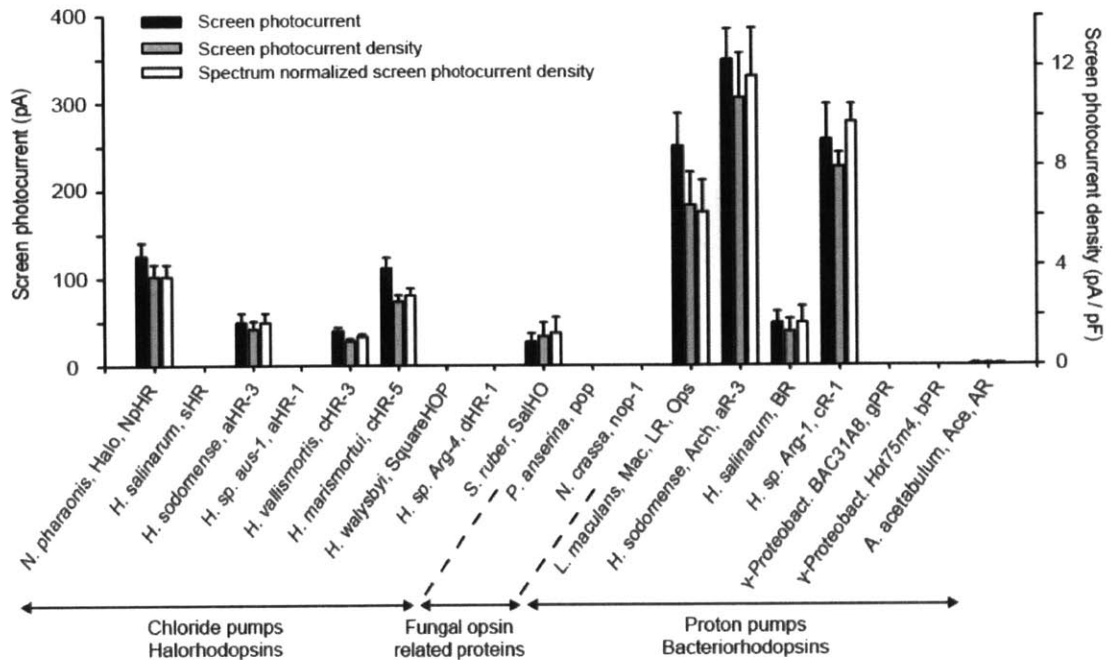 Screen photocurrent
Screen photocurrent density
Spectrum normalized screen photocurrent density
Screen photocurrent (pA)
400
300
200
100
0
Screen photocurrent
density (pA / pF)
12
8
4
0
N. pharaonis, Halo, NpHR
H. salinarum, sHR
H. sodomense, aHR-3
H. sp. aus-1, aHR-1
H. vallismortis, cHR-3
H. marismortui, cHR-5
H. walysbyi, SquareHOP
H. sp. Arg-4, dHR-1
S. ruber, SalHO
P. anserina, pop
N. crassa, nop-1
L. maculans, Mac, LR, Ops
H. sodomense, Arch, aR-3
H. salinarum, BR
H. sp. Arg-1, cR-1
γ-Proteobact. BAC31A8, gPR
γ-Proteobact. Hot75m4, bPR
A. acetabulum, Ace, AR
Chloride pumps
Halorhodopsins
Fungal opsin
related proteins
Proton pumps
Bacteriorhodopsins